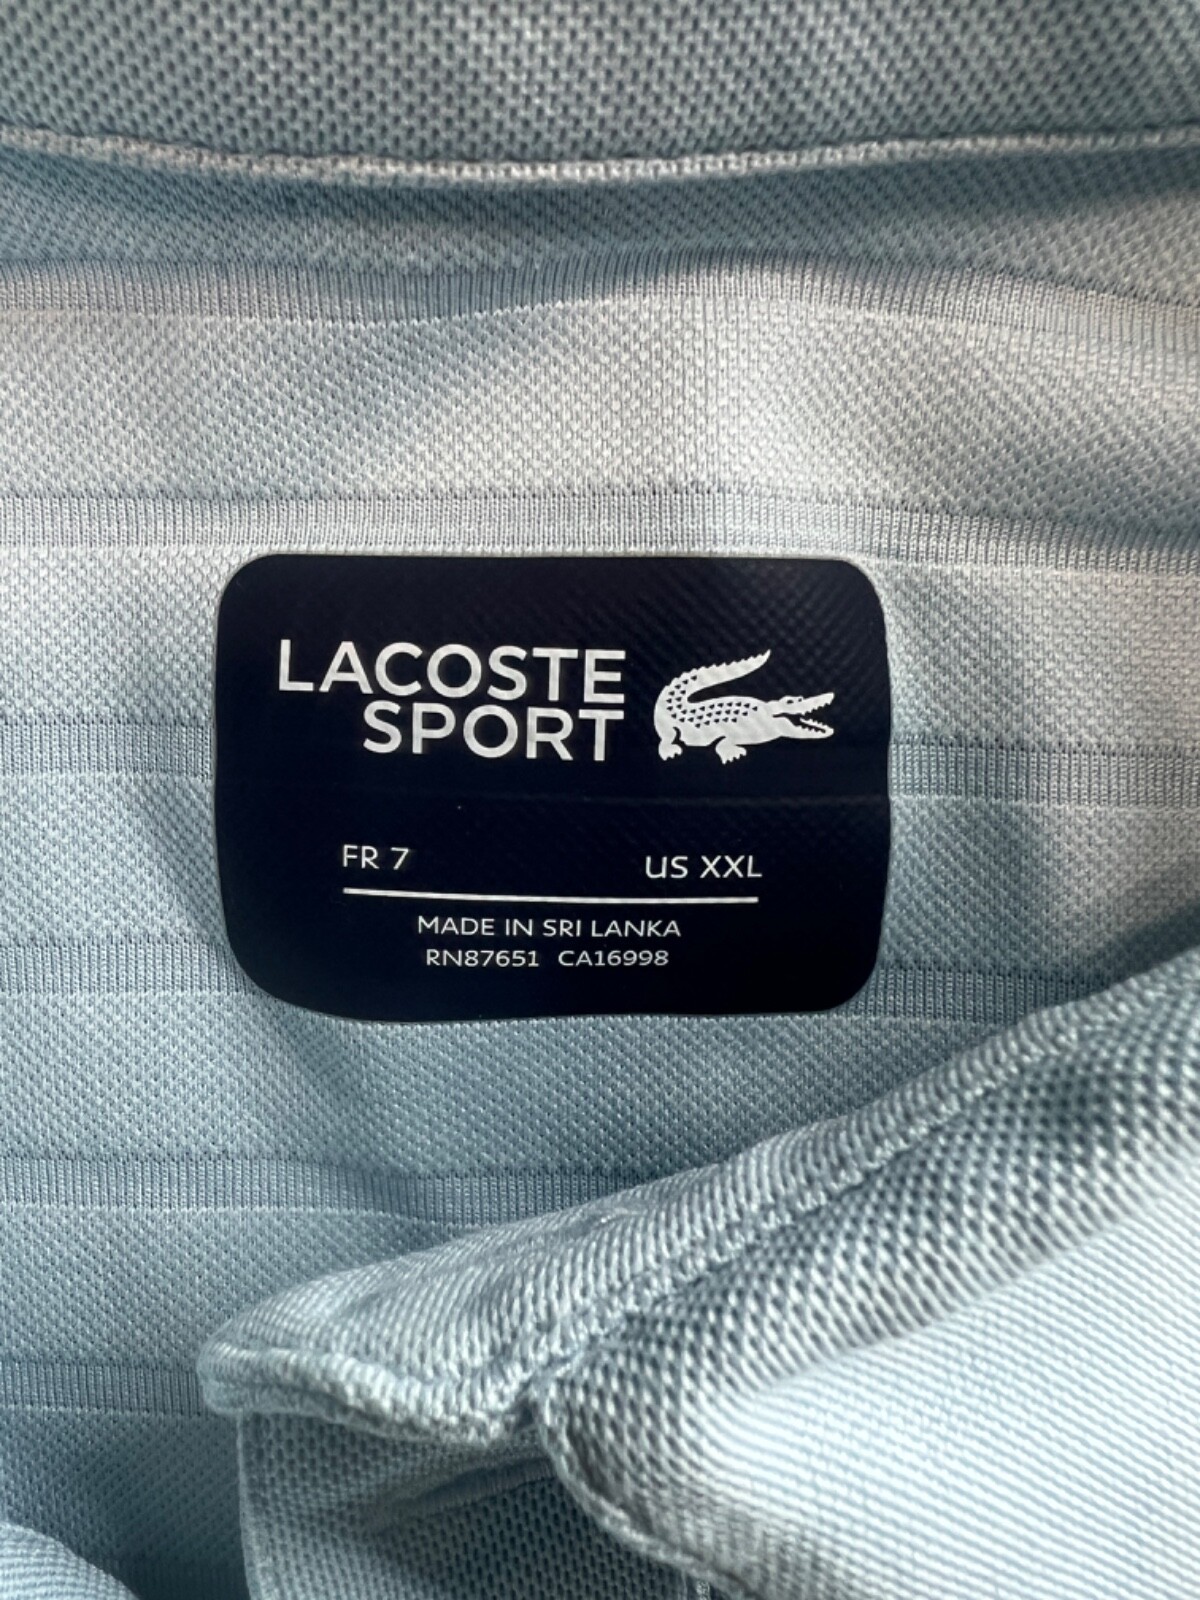 LACOSTE
SPORT
FR 7 US XXL
MADE IN SRI LANKA
RN87651 CA16998